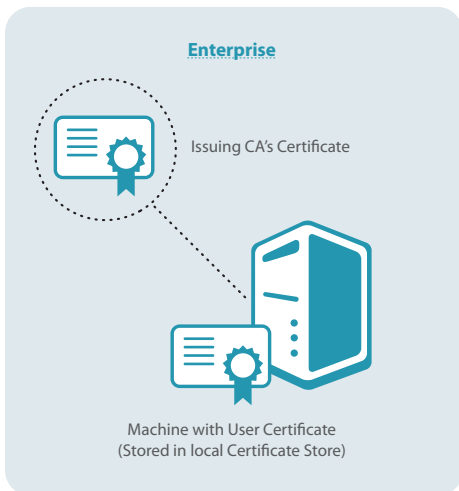 Enterprise
Issuing CA's Certificate
Machine with User Certificate
(Stored in local Certificate Store)